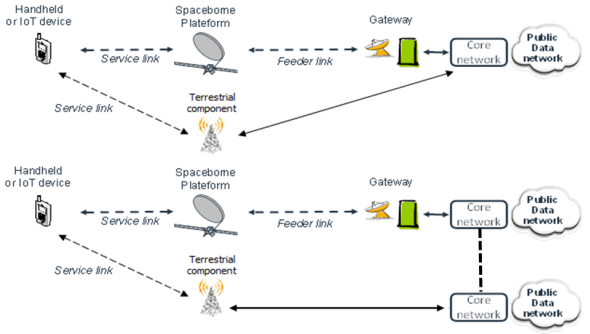 Handheld
or IoT device
Spaceborne
Plateform
Gateway
Service link
Feeder link
Core
network
Public
Data
network
Service link
Terrestrial
component
Handheld
or IoT device
Spaceborne
Plateform
Gateway
Service link
Feeder link
Core
network
Public
Data
network
Service link
Terrestrial
component
Core
network
Public
Data
network